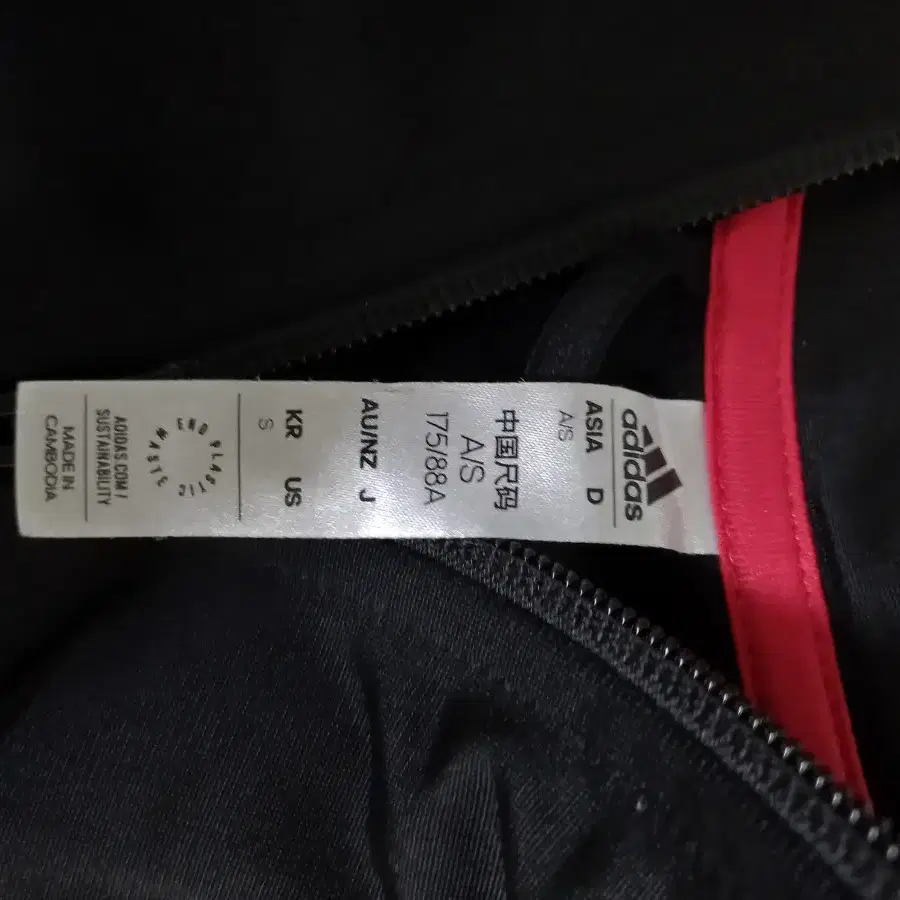 adidas
ASIA D
A/S
中国尺码
A/S
175/88A
AU/NZ J
KR US
S
END PLASTIC WASTE
ADIDAS.COM/
SUSTAINABILITY
MADE IN
CAMBODIA